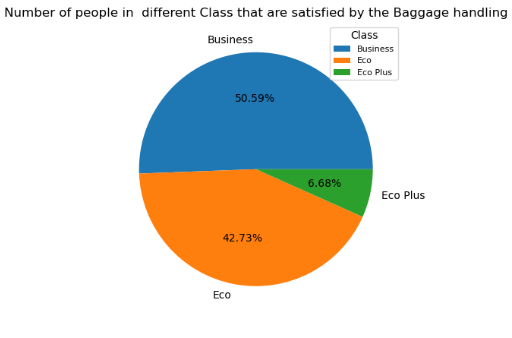 Number of people in  different Class that are satisfied by the Baggage handling
Class
Business
Eco
Eco Plus
Business
50.59%
6.68%
Eco Plus
42.73%
Eco